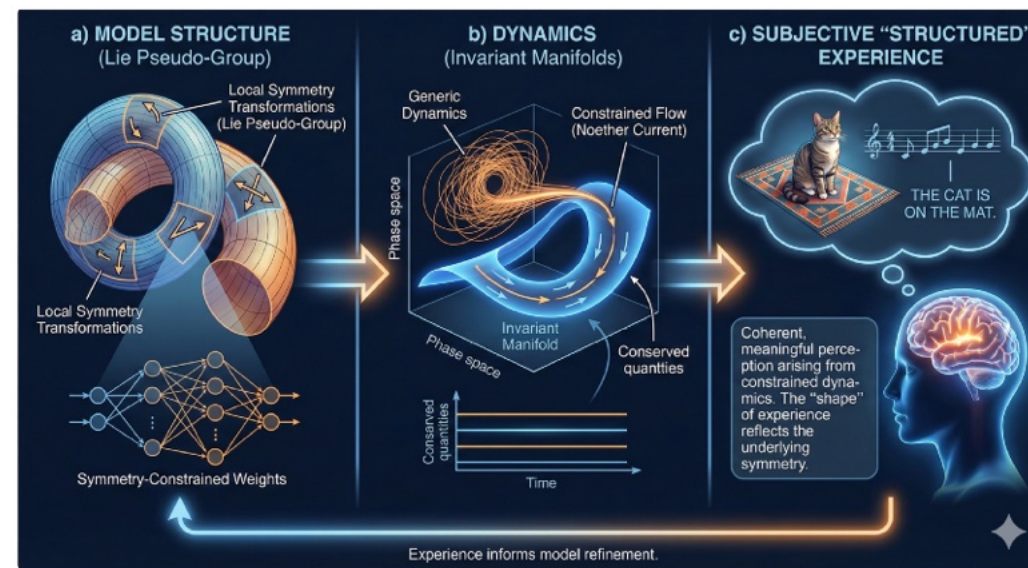 a) MODEL STRUCTURE
(Lie Pseudo-Group)
Local Symmetry
Transformations
(Lie Pseudo-Group)
Local Symmetry
Transformations
Symmetry-Constrained Weights
b) DYNAMICS
(Invariant Manifolds)
Generic
Dynamics
Constrained Flow
(Noether Current)
Phase space
Phase space
Invariant
Manifold
Conserved
quantties
Consarved
quantities
Time
c) SUBJECTIVE "STRUCTURED"
EXPERIENCE
THE CAT IS
ON THE MAT.
Coherent,
meaningful perce-
ption arising from
constrained dyna-
mics. The "shape"
of experience
reflects the
underlying
symmetry.
Experience informs model refinement.